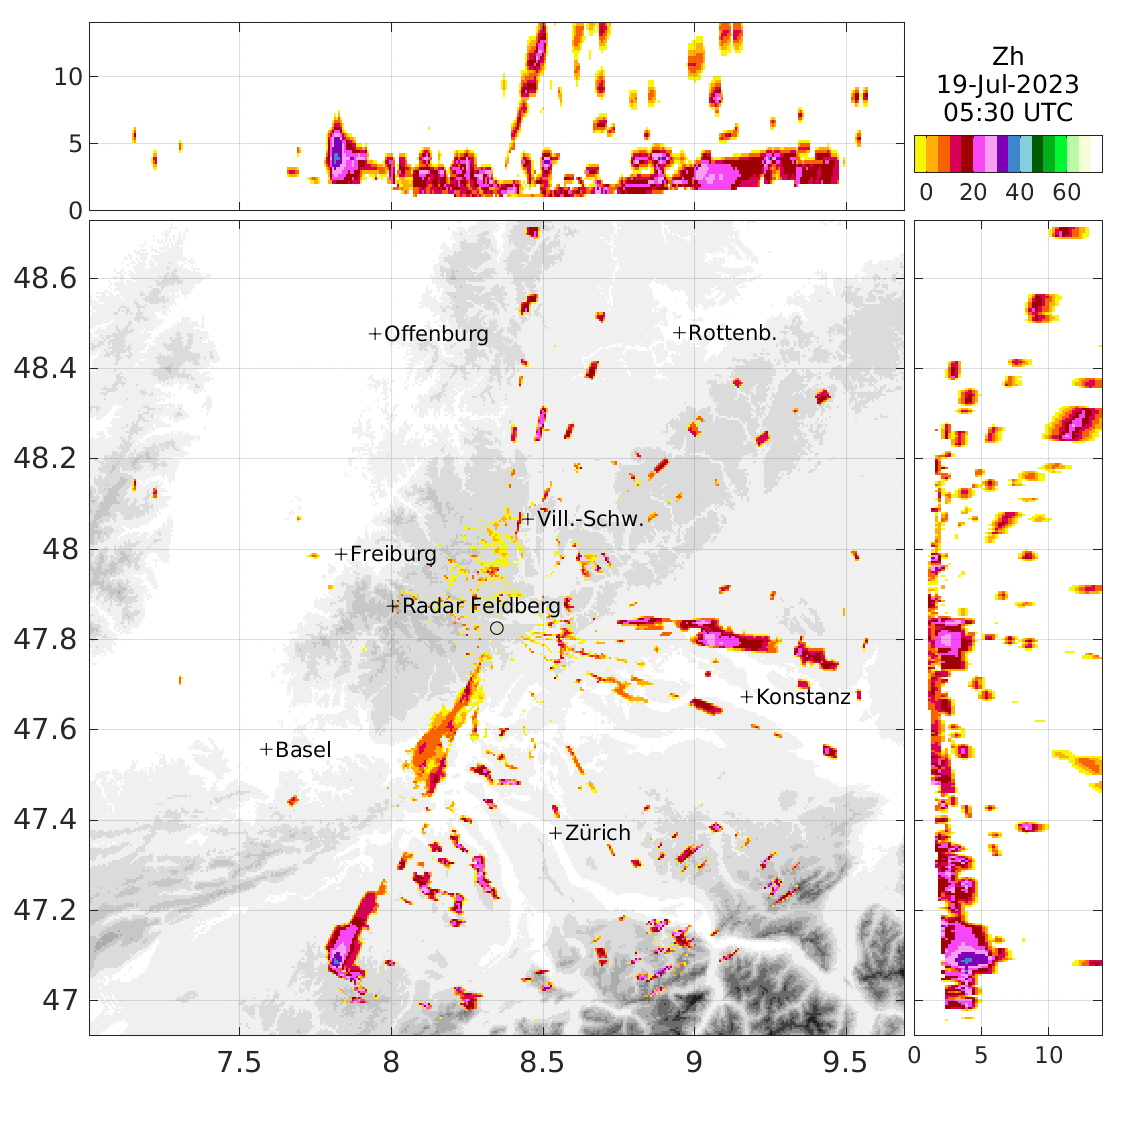 10
5
0
Zh
19-Jul-2023
05:30 UTC
0 20 40 60
48.6
48.4
48.2
48
47.8
47.6
47.4
47.2
47
Offenburg
Rottenb.
Vill.-Schw.
Freiburg
Radar Feldberg
Konstanz
Basel
Zürich
7.5 8 8.5 9 9.5
0 5 10